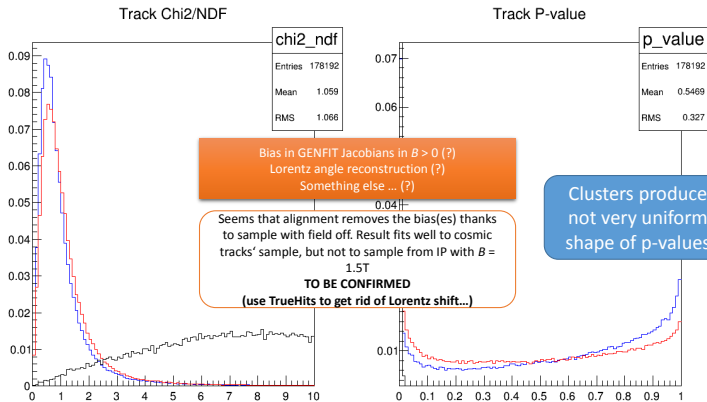 Track Chi2/NDF
chi2_ndf
Entries 178192
Mean 1.059
RMS 1.066
0.09
0.08
0.07
0.06
0.05
0.04
0.03
0.02
0.01
0
0 1 2 3 4 5 6 7 8 9 10
Track P-value
p_value
Entries 178192
Mean 0.5469
RMS 0.327
0.07
0.06
0.04
0.01
0 0.1 0.2 0.3 0.4 0.5 0.6 0.7 0.8 0.9 1
Bias in GENFIT Jacobians in B > 0 (?)
Lorentz angle reconstruction (?)
Something else ... (?)
Seems that alignment removes the bias(es) thanks
to sample with field off. Result fits well to cosmic
tracks‘ sample, but not to sample from IP with B =
1.5T
TO BE CONFIRMED
(use TrueHits to get rid of Lorentz shift...)
Clusters produce
not very uniform
shape of p-values